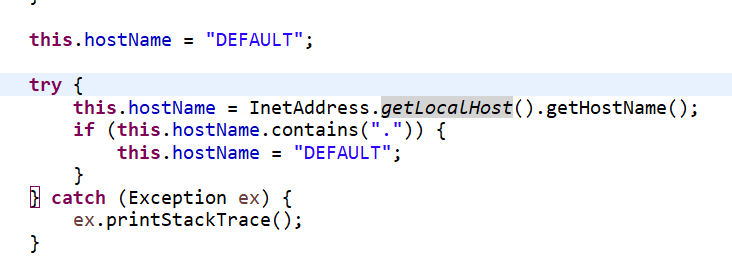 this.hostName = "DEFAULT";
try {
this.hostName = InetAddress.getLocalHost().getHostName();
if (this.hostName.contains(".")) {
this.hostName = "DEFAULT";
}
} catch (Exception ex) {
ex.printStackTrace();
}